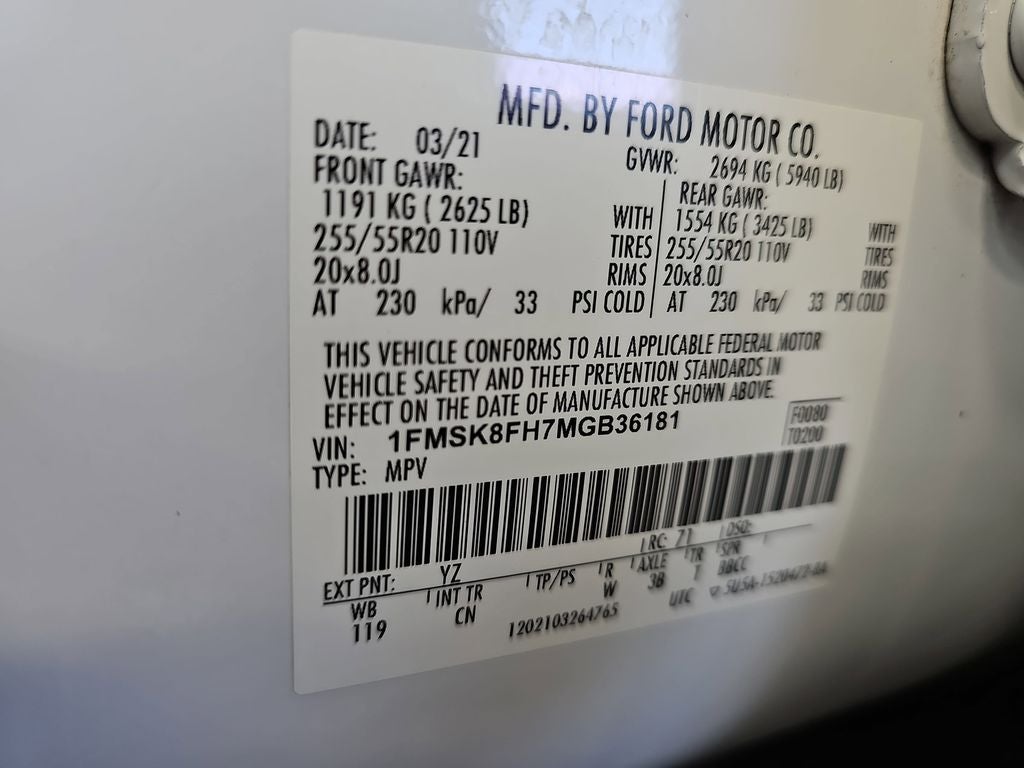 MFD. BY FORD MOTOR CO.
DATE: 03/21 GVWR: 2694 KG ( 5940 LB)
FRONT GAWR: REAR GAWR:
1191 KG ( 2625 LB) WITH 1554 KG ( 3425 LB) WITH
255/55R20 110V TIRES 255/55R20 110V TIRES
20x8.0J RIMS 20x8.0J RIMS
AT 230 kPa/ 33 PSI COLD AT 230 kPa/ 33 PSI COLD
THIS VEHICLE CONFORMS TO ALL APPLICABLE FEDERAL MOTOR
VEHICLE SAFETY AND THEFT PREVENTION STANDARDS IN
EFFECT ON THE DATE OF MANUFACTURE SHOWN ABOVE.
VIN: 1FMSK8FH7MGB36181 F0080
TYPE: MPV T0200
EXT PNT: YZ RC: 71 DSO:
WB INT TR TP/PS R AXLE TR SPR
119 CN W 3B T BBCC
1202103264765 UTC